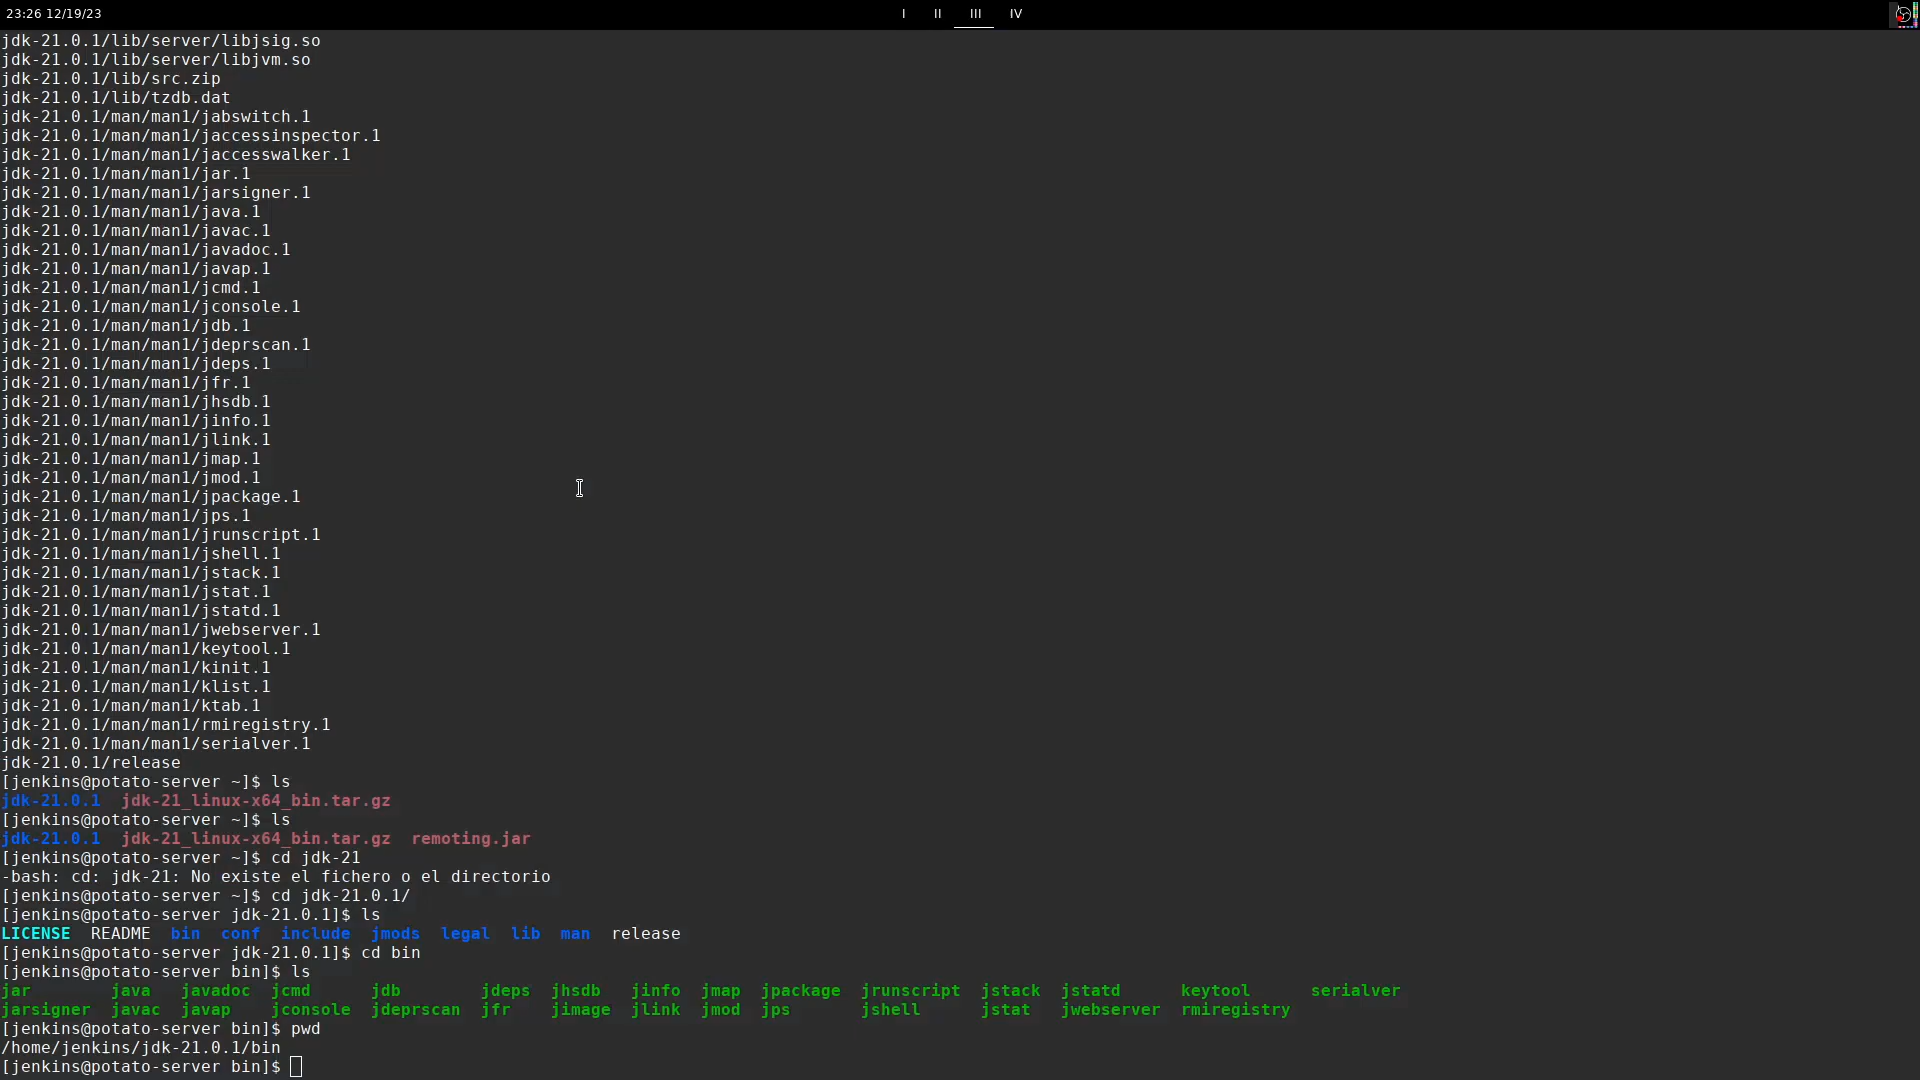 23:26 12/19/23 I II III IV
jdk-21.0.1/lib/server/libjsig.so
jdk-21.0.1/lib/server/libjvm.so
jdk-21.0.1/lib/src.zip
jdk-21.0.1/lib/tzdb.dat
jdk-21.0.1/man/man1/jabswitch.1
jdk-21.0.1/man/man1/jaccessinspector.1
jdk-21.0.1/man/man1/jaccesswalker.1
jdk-21.0.1/man/man1/jar.1
jdk-21.0.1/man/man1/jarsigner.1
jdk-21.0.1/man/man1/java.1
jdk-21.0.1/man/man1/javac.1
jdk-21.0.1/man/man1/javadoc.1
jdk-21.0.1/man/man1/javap.1
jdk-21.0.1/man/man1/jcmd.1
jdk-21.0.1/man/man1/jconsole.1
jdk-21.0.1/man/man1/jdb.1
jdk-21.0.1/man/man1/jdeprscan.1
jdk-21.0.1/man/man1/jdeps.1
jdk-21.0.1/man/man1/jfr.1
jdk-21.0.1/man/man1/jhsdb.1
jdk-21.0.1/man/man1/jinfo.1
jdk-21.0.1/man/man1/jlink.1
jdk-21.0.1/man/man1/jmap.1
jdk-21.0.1/man/man1/jmod.1
jdk-21.0.1/man/man1/jpackage.1
jdk-21.0.1/man/man1/jps.1
jdk-21.0.1/man/man1/jrunscript.1
jdk-21.0.1/man/man1/jshell.1
jdk-21.0.1/man/man1/jstack.1
jdk-21.0.1/man/man1/jstat.1
jdk-21.0.1/man/man1/jstatd.1
jdk-21.0.1/man/man1/jwebserver.1
jdk-21.0.1/man/man1/keytool.1
jdk-21.0.1/man/man1/kinit.1
jdk-21.0.1/man/man1/klist.1
jdk-21.0.1/man/man1/ktab.1
jdk-21.0.1/man/man1/rmiregistry.1
jdk-21.0.1/man/man1/serialver.1
jdk-21.0.1/release
[jenkins@potato-server ~]$ ls
jdk-21.0.1  jdk-21_linux-x64_bin.tar.gz
[jenkins@potato-server ~]$ ls
jdk-21.0.1  jdk-21_linux-x64_bin.tar.gz  remoting.jar
[jenkins@potato-server ~]$ cd jdk-21
-bash: cd: jdk-21: No existe el fichero o el directorio
[jenkins@potato-server ~]$ cd jdk-21.0.1/
[jenkins@potato-server jdk-21.0.1]$ ls
LICENSE  README  bin  conf  include  jmods  legal  lib  man  release
[jenkins@potato-server jdk-21.0.1]$ cd bin
[jenkins@potato-server bin]$ ls
jar        java   javadoc  jcmd      jdb        jdeps  jhsdb   jinfo  jmap  jpackage  jrunscript  jstack  jstatd      keytool      serialver
jarsigner  javac  javap    jconsole  jdeprscan  jfr    jimage  jlink  jmod  jps       jshell      jstat   jwebserver  rmiregistry
[jenkins@potato-server bin]$ pwd
/home/jenkins/jdk-21.0.1/bin
[jenkins@potato-server bin]$